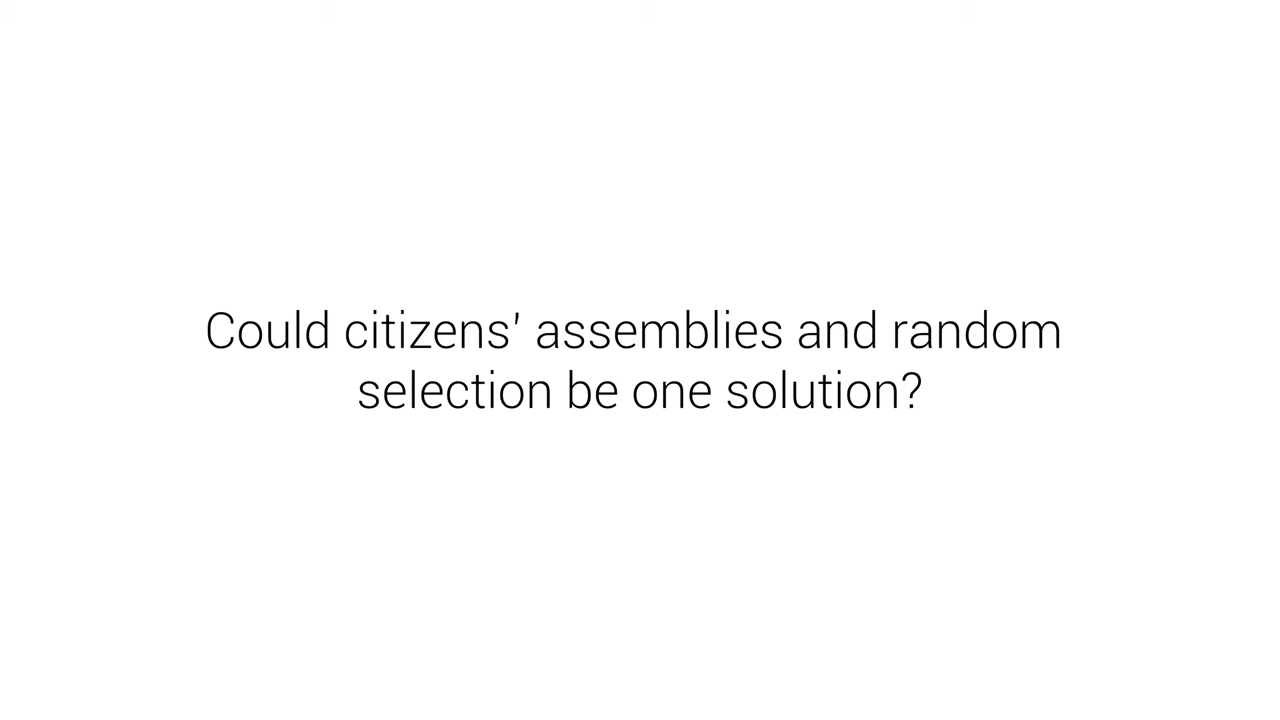 Could citizens' assemblies and random
selection be one solution?